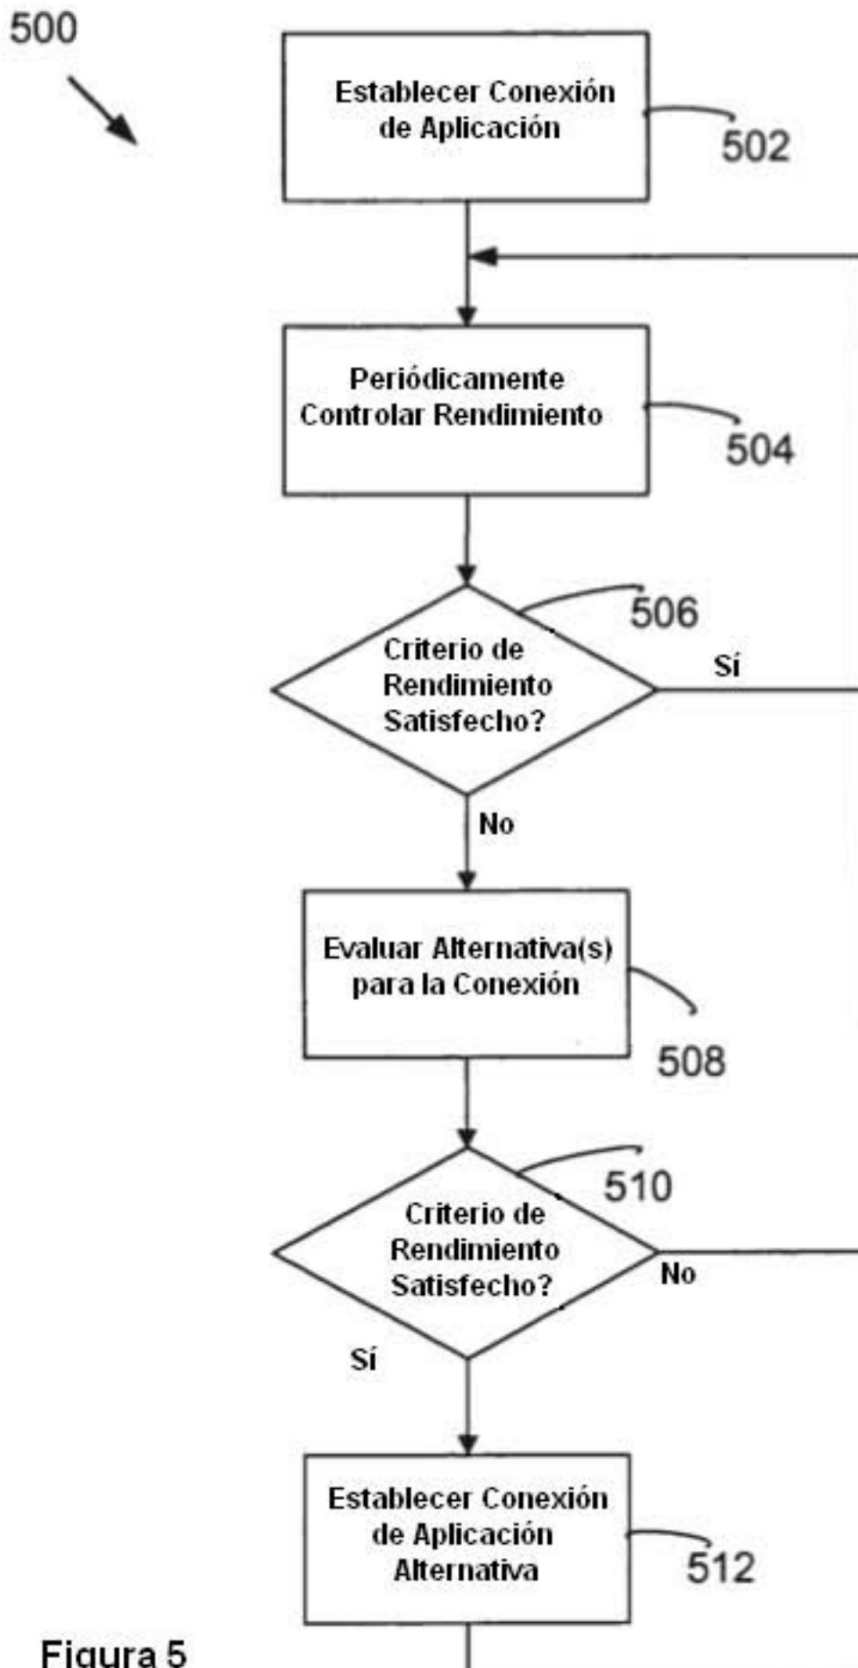 500
Establecer Conexión
de Aplicación
502
Periódicamente
Controlar Rendimiento
504
506
Criterio de
Rendimiento
Satisfecho?
Sí
No
Evaluar Alternativa(s)
para la Conexión
508
510
Criterio de
Rendimiento
Satisfecho?
No
Sí
Establecer Conexión
de Aplicación
Alternativa
512
Figura 5